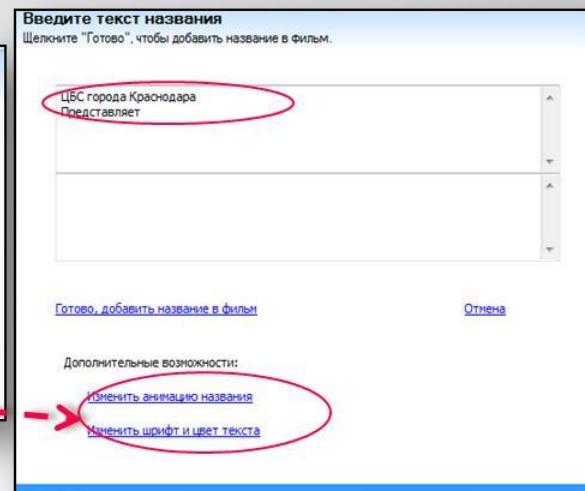 Введите текст названия
Щелкните "Готово", чтобы добавить название в фильм.
ЦБС города Краснодара
Представляет
Готово, добавить название в фильм
Отмена
Дополнительные возможности:
Изменить анимацию названия
Изменить шрифт и цвет текста